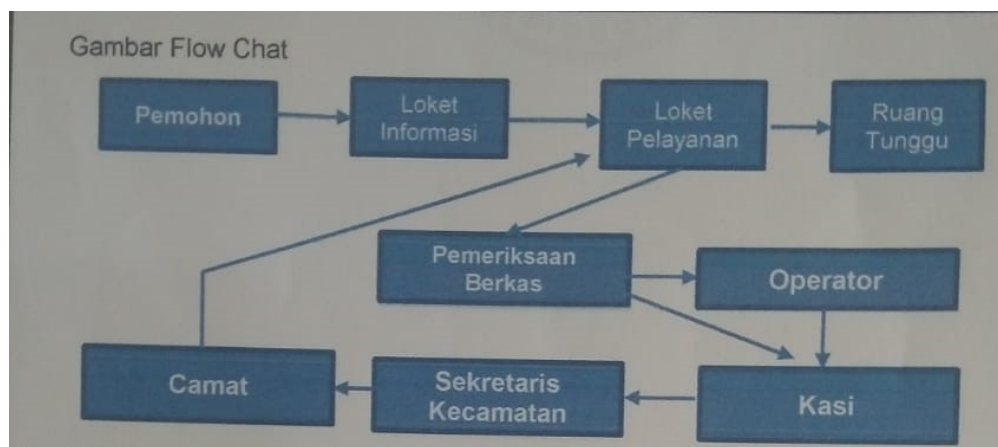 Gambar Flow Chat
Pemohon
Loket
Informasi
Loket
Pelayanan
Ruang
Tunggu
Pemeriksaan
Berkas
Operator
Camat
Sekretaris
Kecamatan
Kasi